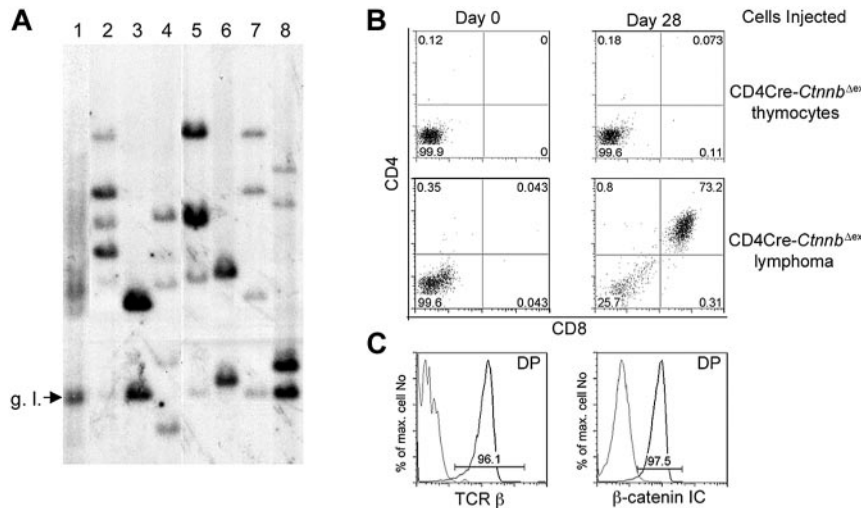 A
1 2 3 4 5 6 7 8
g. l.
B
Day 0
Day 28
Cells Injected
0.12 0
99.9 0
0.18 0.073
99.6 0.11
CD4Cre-Ctnnb^Δex
thymocytes
CD4
0.35 0.043
99.6 0.043
0.8 73.2
25.7 0.31
CD4Cre-Ctnnb^Δex
lymphoma
CD8
C
% of max. cell No
DP
96.1
TCR β
% of max. cell No
DP
97.5
β-catenin IC